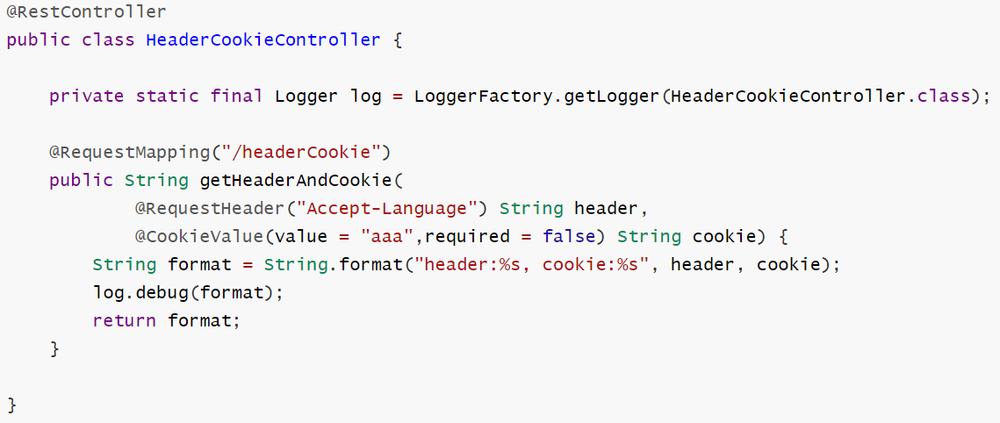 @RestController
public class HeaderCookieController {
private static final Logger log = LoggerFactory.getLogger(HeaderCookieController.class);
@RequestMapping("/headerCookie")
public String getHeaderAndCookie(
@RequestHeader("Accept-Language") String header,
@CookieValue(value = "aaa",required = false) String cookie) {
String format = String.format("header:%s, cookie:%s", header, cookie);
log.debug(format);
return format;
}
}